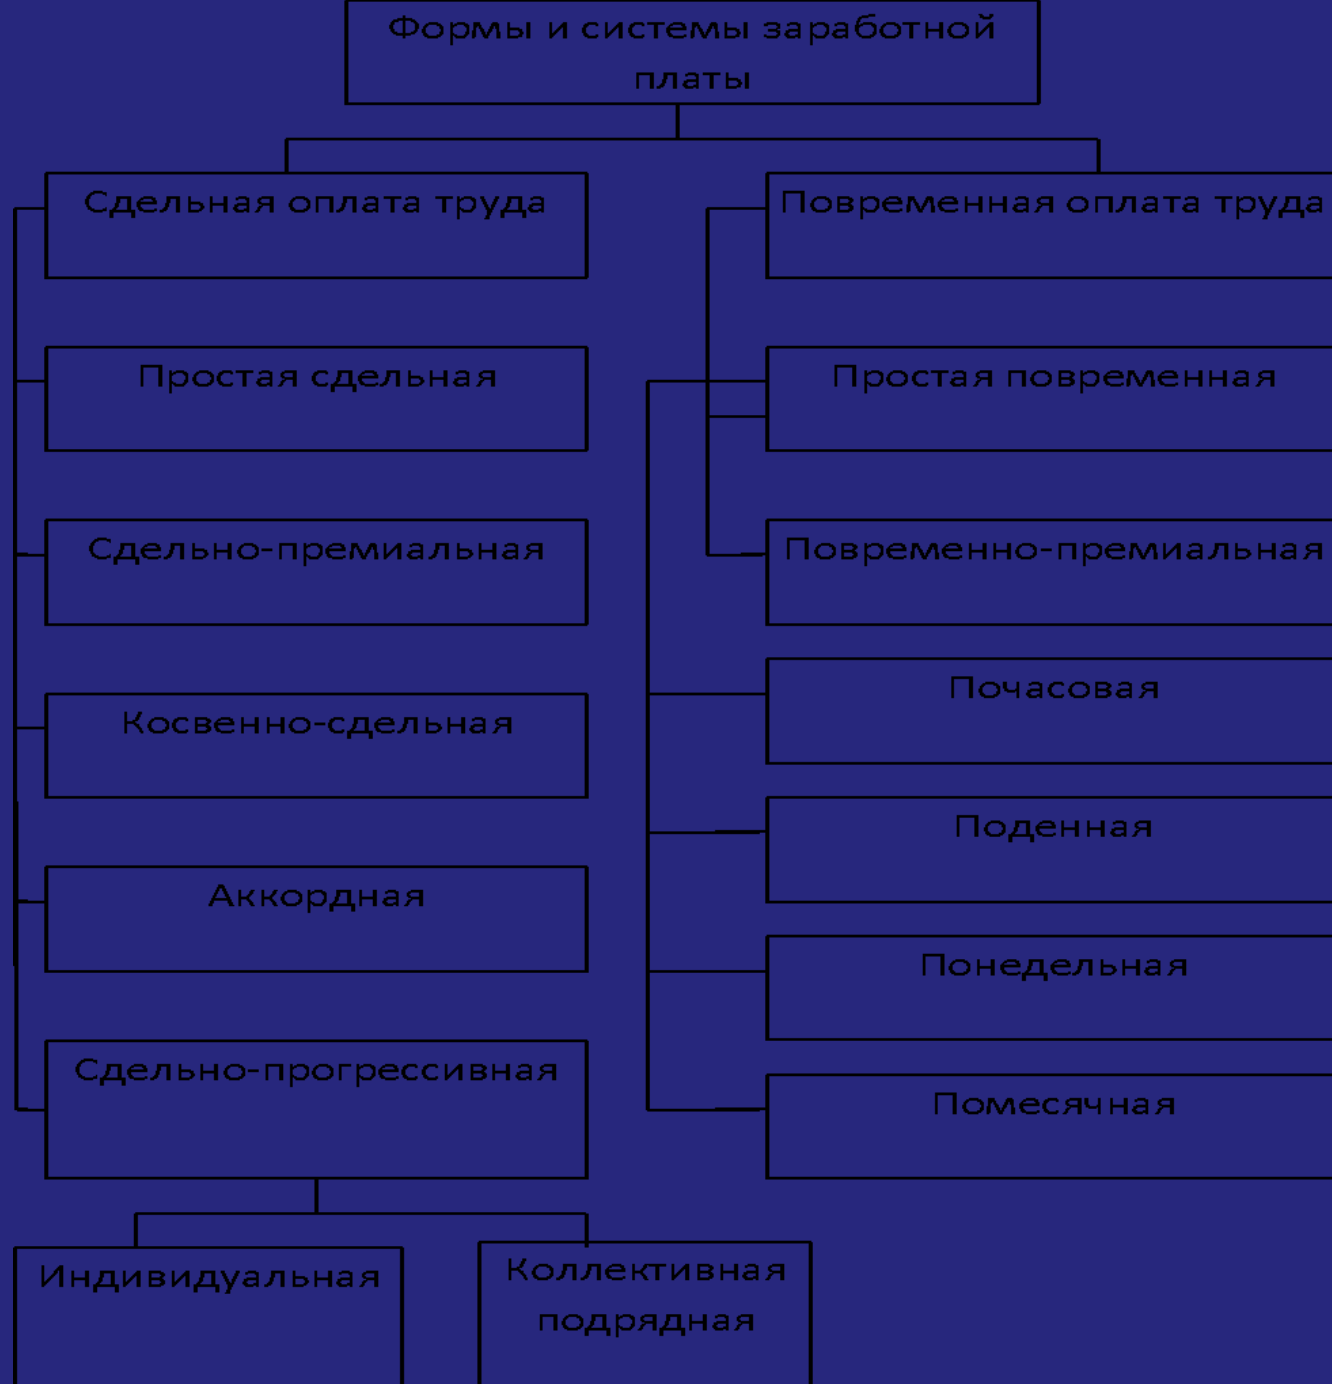 Формы и системы заработной
платы
Сдельная оплата труда
Повременная оплата труда
Простая сдельная
Простая повременная
Сдельно-премиальная
Повременно-премиальная
Косвенно-сдельная
Почасовая
Поденная
Аккордная
Понедельная
Сдельно-прогрессивная
Помесячная
Индивидуальная
Коллективная
подрядная